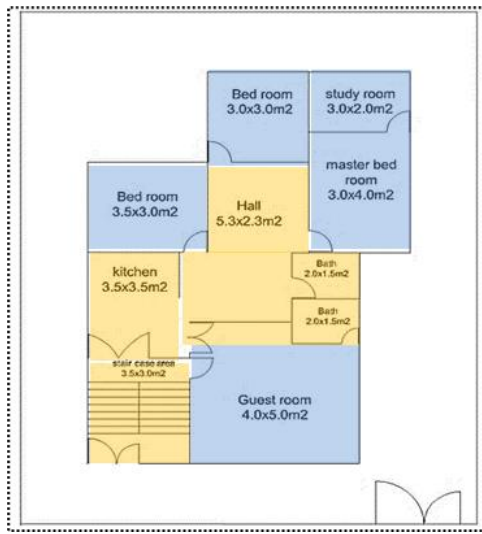 Bed room
3.0x3.0m2
study room
3.0x2.0m2
master bed
room
3.0x4.0m2
Bed room
3.5x3.0m2
Hall
5.3x2.3m2
kitchen
3.5x3.5m2
Bath
2.0x1.5m2
Bath
2.0x1.5m2
stair case area
3.5x3.0m2
Guest room
4.0x5.0m2